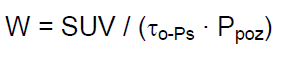 W = SUV / (τo-Ps · Ppoz)